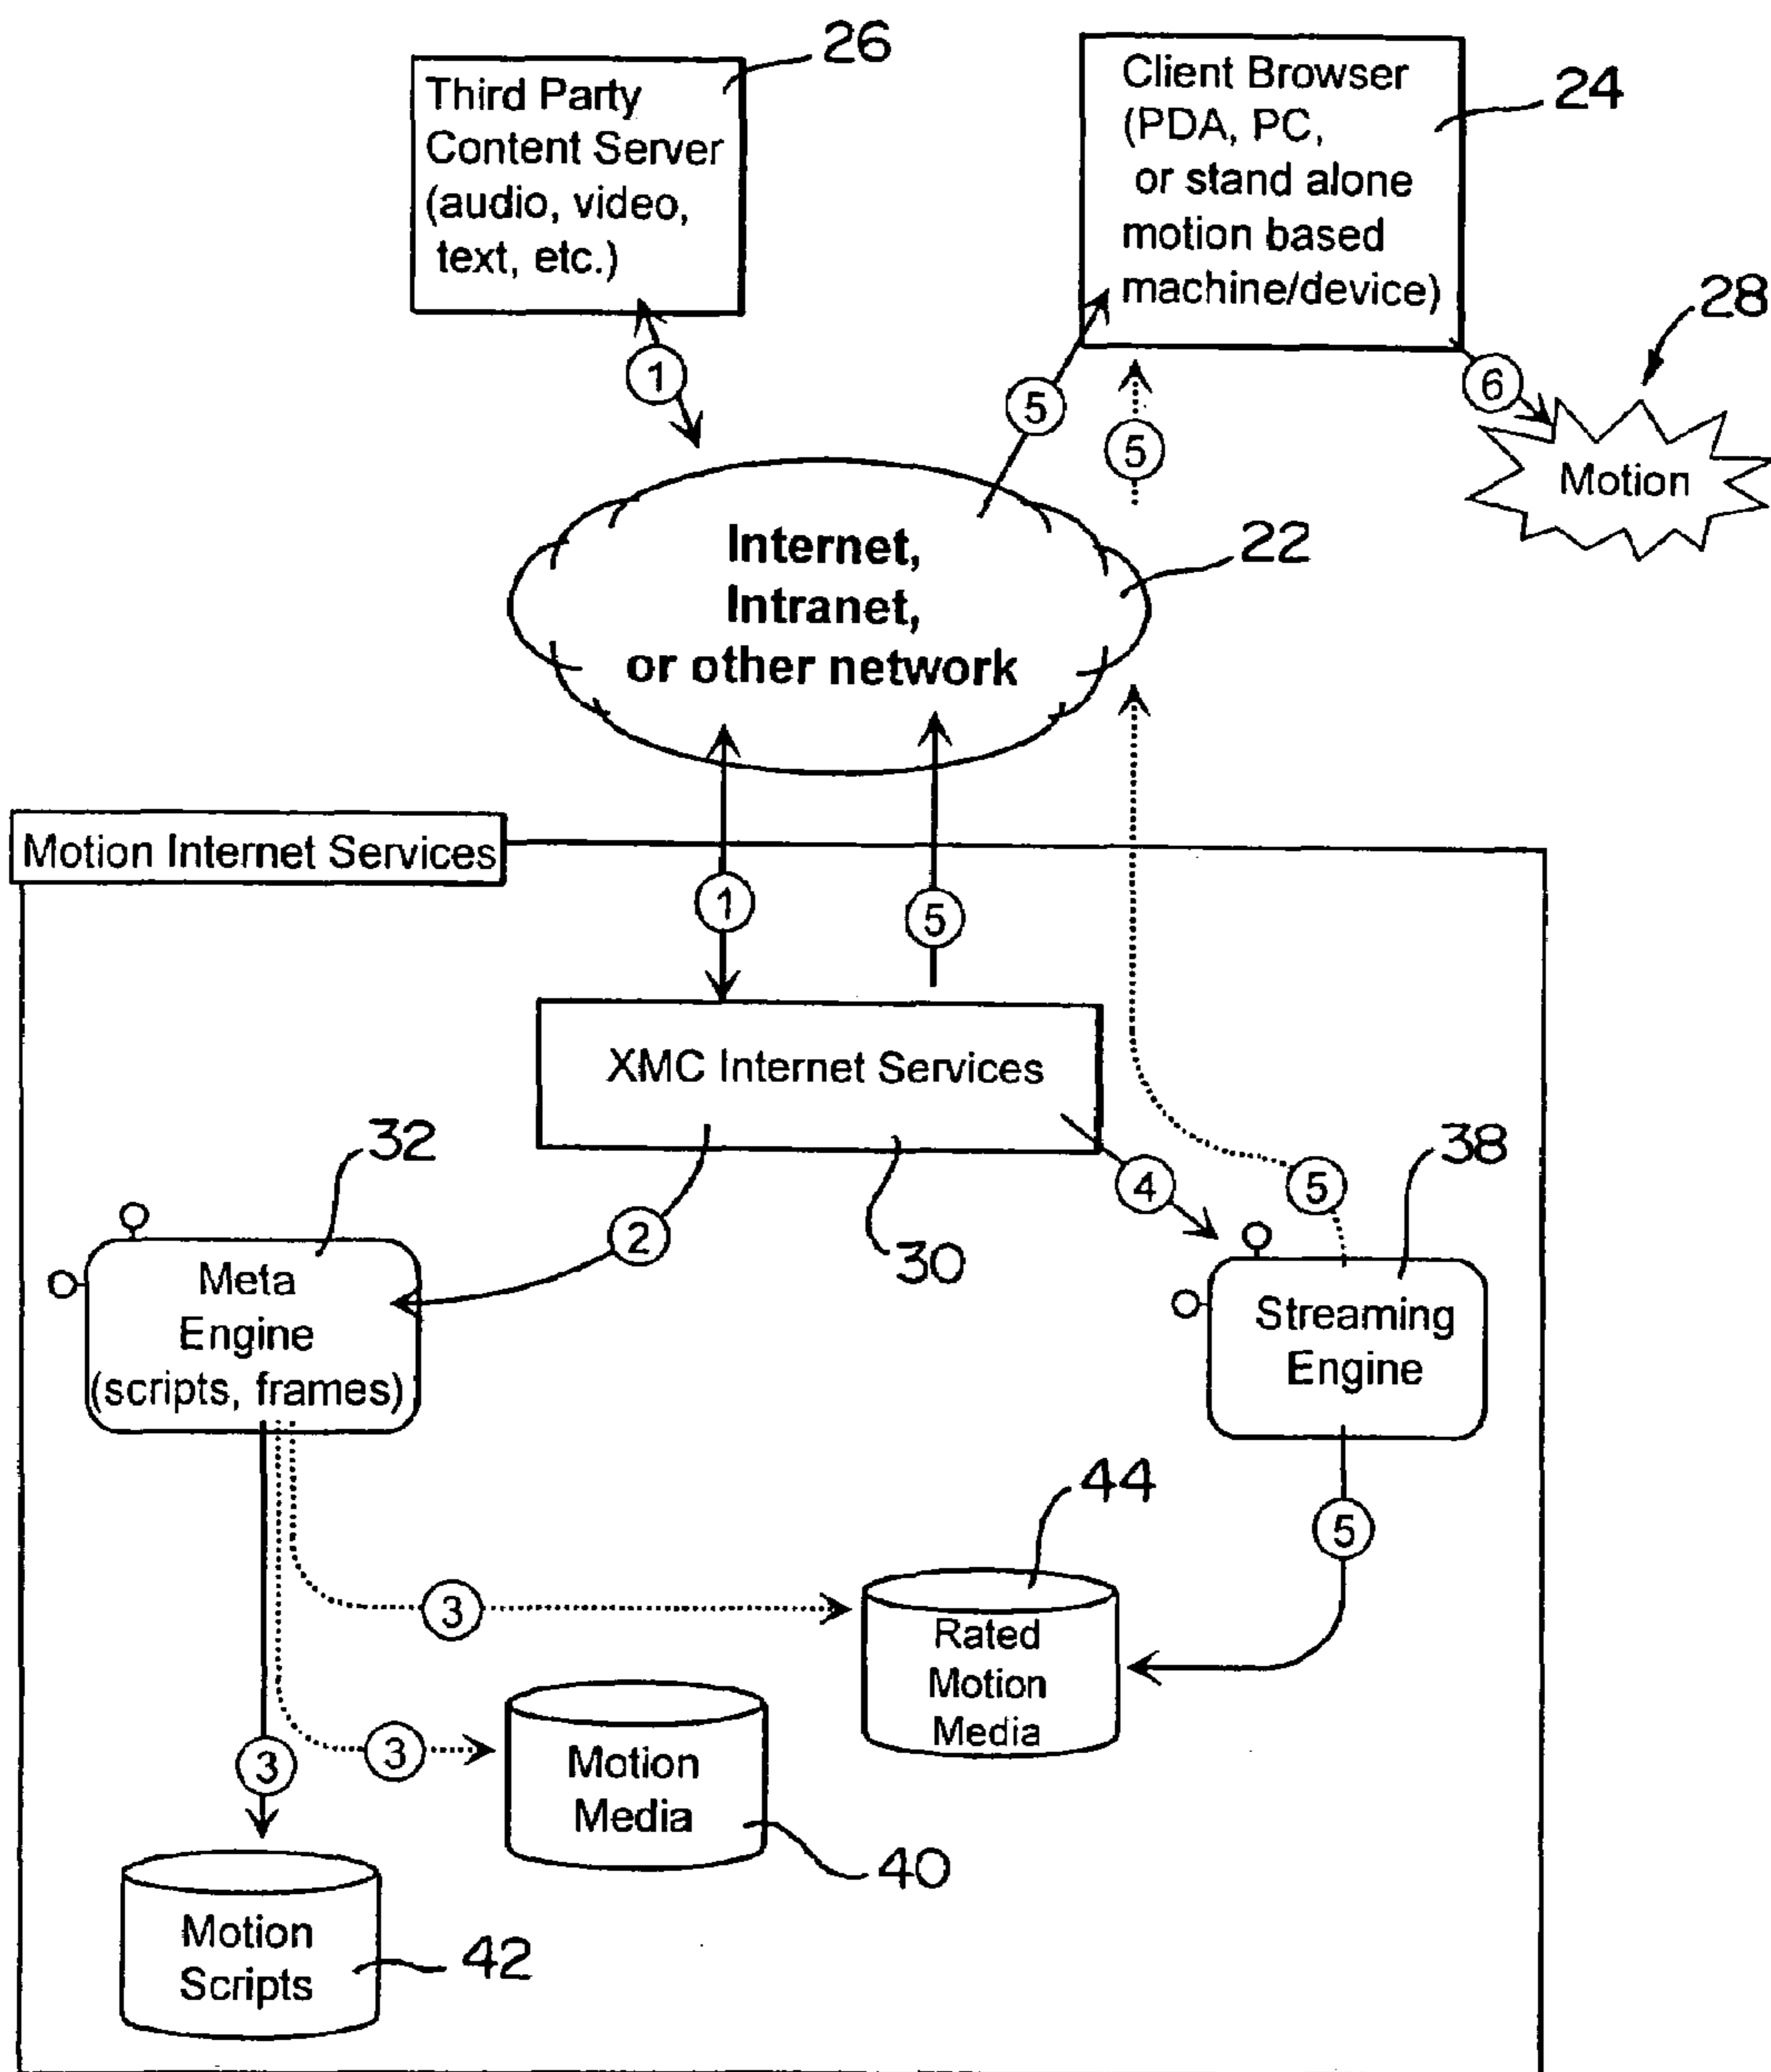 26
Third Party
Content Server
(audio, video,
text, etc.)
Client Browser
(PDA, PC,
or stand alone
motion based
machine/device)
24
28
1
5
5
6
Motion
Internet,
Intranet,
or other network
22
Motion Internet Services
1
5
XMC Internet Services
32
38
2
4
5
30
Meta
Engine
(scripts, frames)
Streaming
Engine
44
5
3
Rated
Motion
Media
3
3
Motion
Media
40
Motion
Scripts
42